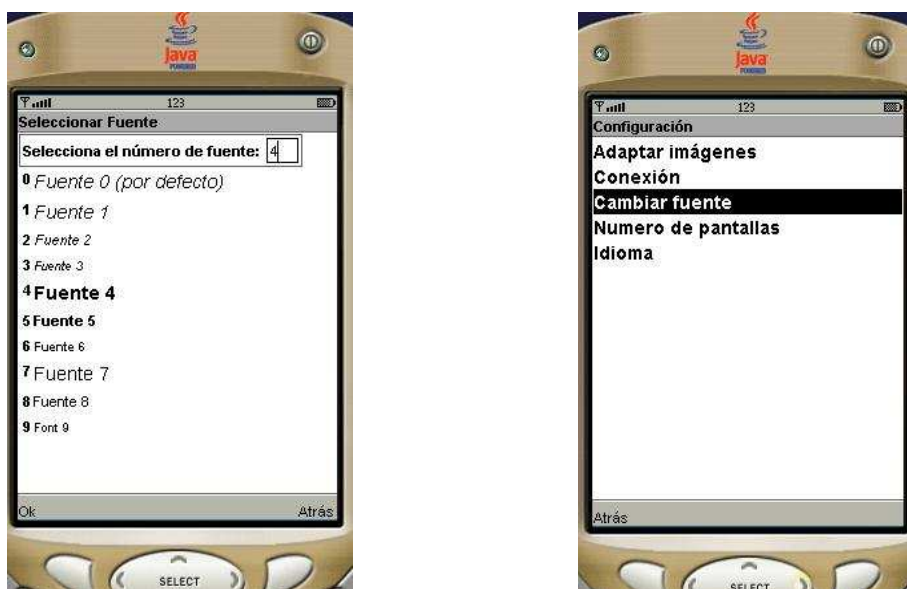 Java
POWERED
123
Seleccionar Fuente
Selecciona el número de fuente: 4
0 Fuente 0 (por defecto)
1 Fuente 1
2 Fuente 2
3 Fuente 3
4 Fuente 4
5 Fuente 5
6 Fuente 6
7 Fuente 7
8 Fuente 8
9 Font 9
Ok Atrás
SELECT
Java
POWERED
123
Configuración
Adaptar imágenes
Conexión
Cambiar fuente
Numero de pantallas
Idioma
Atrás
SELECT